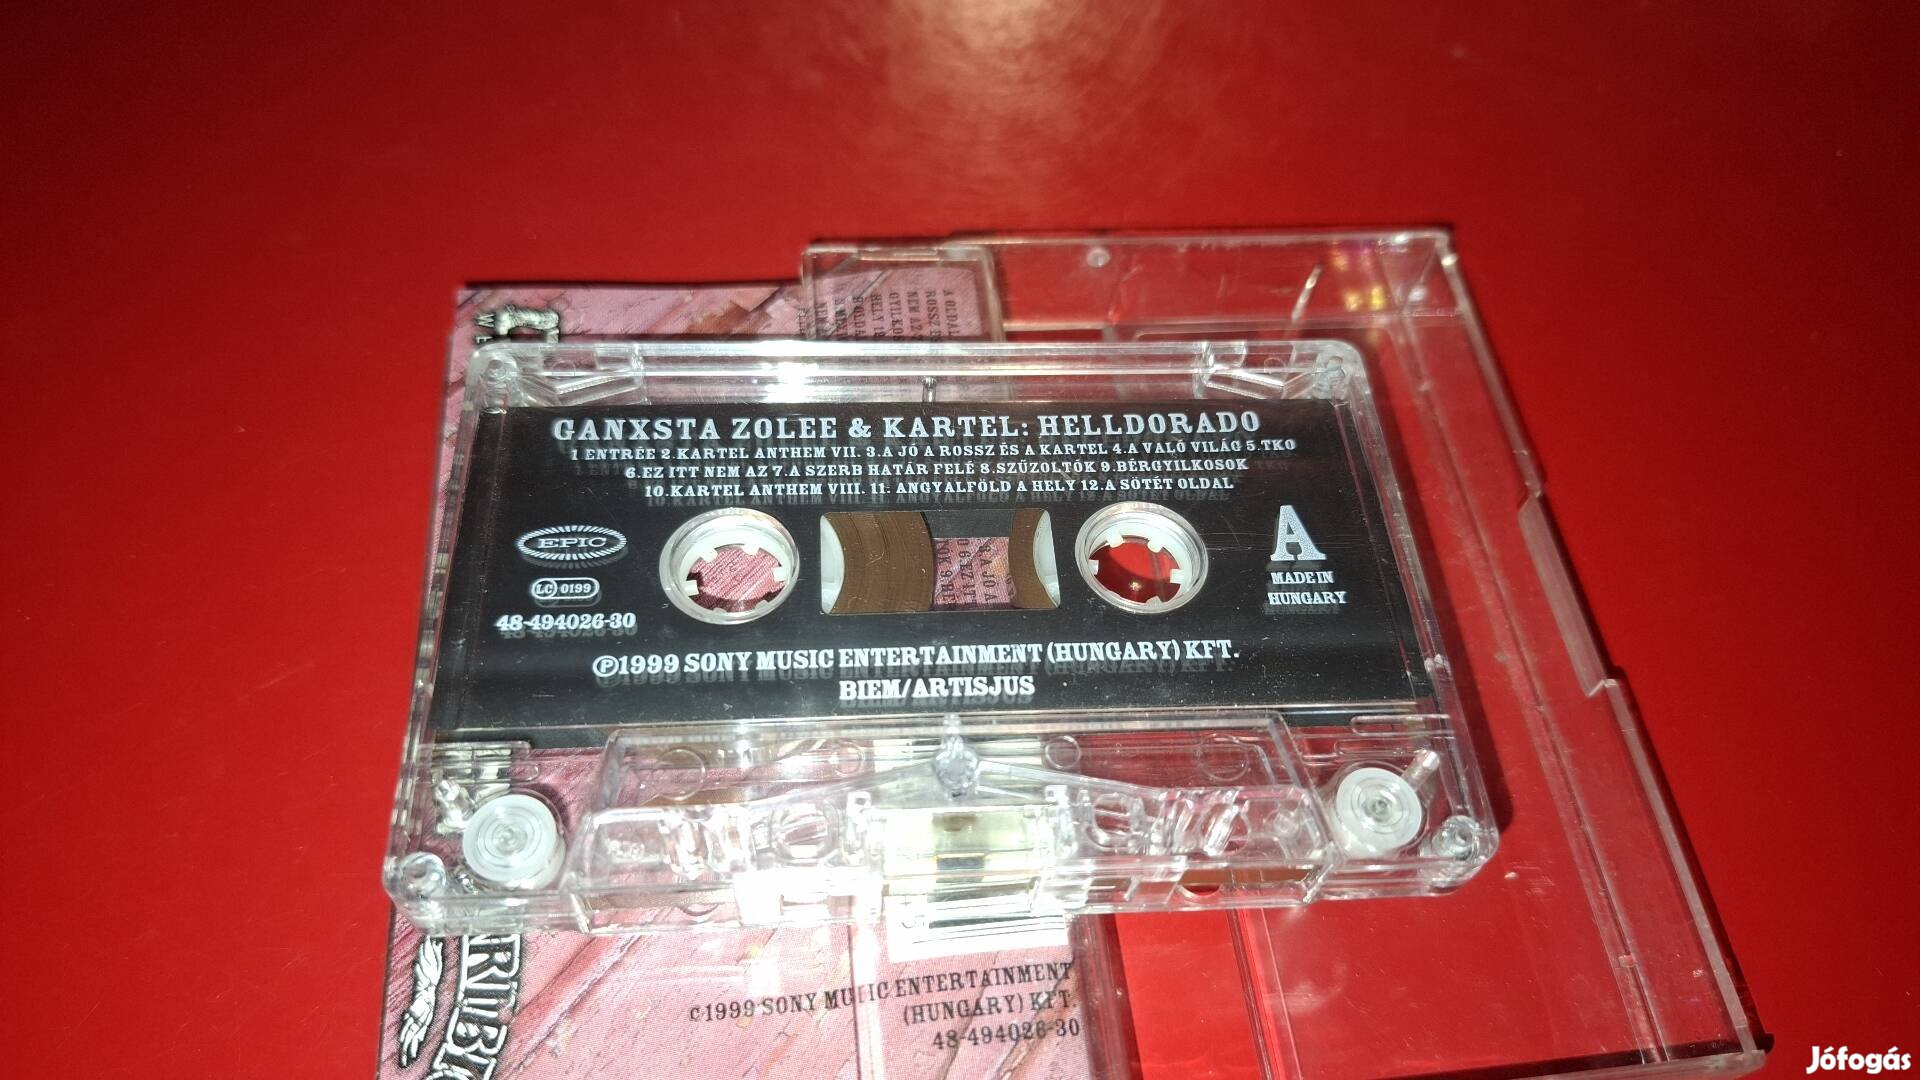 GANXSTA ZOLEE & KARTEL: HELLDORADO
1 ENTRÉE 2.KARTEL ANTHEM VII. 3.A JÓ A ROSSZ ÉS A KARTEL 4.A VALÓ VILÁG 5.TKO
6.EZ ITT NEM AZ 7.A SZERB HATÁR FELÉ 8.SZŰZOLTÓK 9.BÉRGYILKOSOK
10.KARTEL ANTHEM VIII. 11. ANGYALFÖLD A HELY 12.A SÖTÉT OLDAL
EPIC
LC 0199
48-494026-30
A
MADE IN
HUNGARY
℗1999 SONY MUSIC ENTERTAINMENT (HUNGARY) KFT.
BIEM/ARTISJUS
©1999 SONY MUSIC ENTERTAINMENT
(HUNGARY) KFT.
48-494026-30
Jófogás